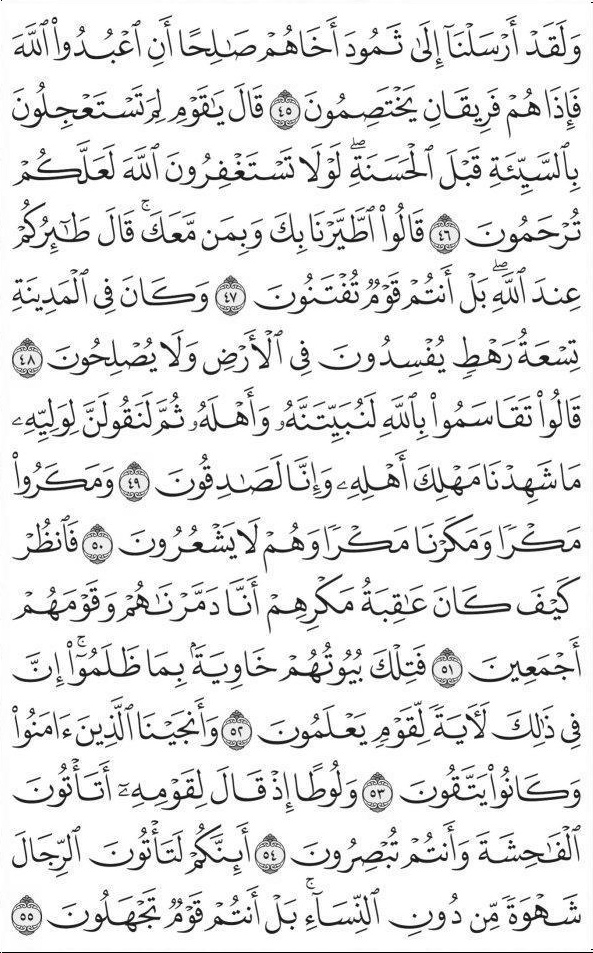 وَلَقَدْ أَرْسَلْنَآ إِلَىٰ ثَمُودَ أَخَاهُمْ صَـٰلِحًا أَنِ ٱعْبُدُوا۟ ٱللَّهَ
فَإِذَا هُمْ فَرِيقَانِ يَخْتَصِمُونَ ٤٥ قَالَ يَـٰقَوْمِ لِمَ تَسْتَعْجِلُونَ
بِٱلسَّيِّئَةِ قَبْلَ ٱلْحَسَنَةِ ۖ لَوْلَا تَسْتَغْفِرُونَ ٱللَّهَ لَعَلَّكُمْ
تُرْحَمُونَ ٤٦ قَالُوا۟ ٱطَّيَّرْنَا بِكَ وَبِمَن مَّعَكَ ۚ قَالَ طَـٰٓئِرُكُمْ
عِندَ ٱللَّهِ ۖ بَلْ أَنتُمْ قَوْمٌ تُفْتَنُونَ ٤٧ وَكَانَ فِى ٱلْمَدِينَةِ
تِسْعَةُ رَهْطٍ يُفْسِدُونَ فِى ٱلْأَرْضِ وَلَا يُصْلِحُونَ ٤٨
قَالُوا۟ تَقَاسَمُوا۟ بِٱللَّهِ لَنُبَيِّتَنَّهُۥ وَأَهْلَهُۥ ثُمَّ لَنَقُولَنَّ لِوَلِيِّهِۦ
مَا شَهِدْنَا مَهْلِكَ أَهْلِهِۦ وَإِنَّا لَصَـٰدِقُونَ ٤٩ وَمَكَرُوا۟
مَكْرًا وَمَكَرْنَا مَكْرًا وَهُمْ لَا يَشْعُرُونَ ٥٠ فَٱنظُرْ
كَيْفَ كَانَ عَـٰقِبَةُ مَكْرِهِمْ أَنَّا دَمَّرْنَـٰهُمْ وَقَوْمَهُمْ
أَجْمَعِينَ ٥١ فَتِلْكَ بُيُوتُهُمْ خَاوِيَةًۢ بِمَا ظَلَمُوٓا۟ ۗ إِنَّ
فِى ذَٰلِكَ لَـَٔايَةً لِّقَوْمٍ يَعْلَمُونَ ٥٢ وَأَنجَيْنَا ٱلَّذِينَ ءَامَنُوا۟
وَكَانُوا۟ يَتَّقُونَ ٥٣ وَلُوطًا إِذْ قَالَ لِقَوْمِهِۦٓ أَتَأْتُونَ
ٱلْفَـٰحِشَةَ وَأَنتُمْ تُبْصِرُونَ ٥٤ أَئِنَّكُمْ لَتَأْتُونَ ٱلرِّجَالَ
شَهْوَةً مِّن دُونِ ٱلنِّسَآءِ ۚ بَلْ أَنتُمْ قَوْمٌ تَجْهَلُونَ ٥٥